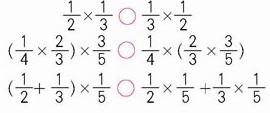 1/2 × 1/3 ○ 1/3 × 1/2
(1/4 × 2/3) × 3/5 ○ 1/4 × (2/3 × 3/5)
(1/2 + 1/3) × 1/5 ○ 1/2 × 1/5 + 1/3 × 1/5